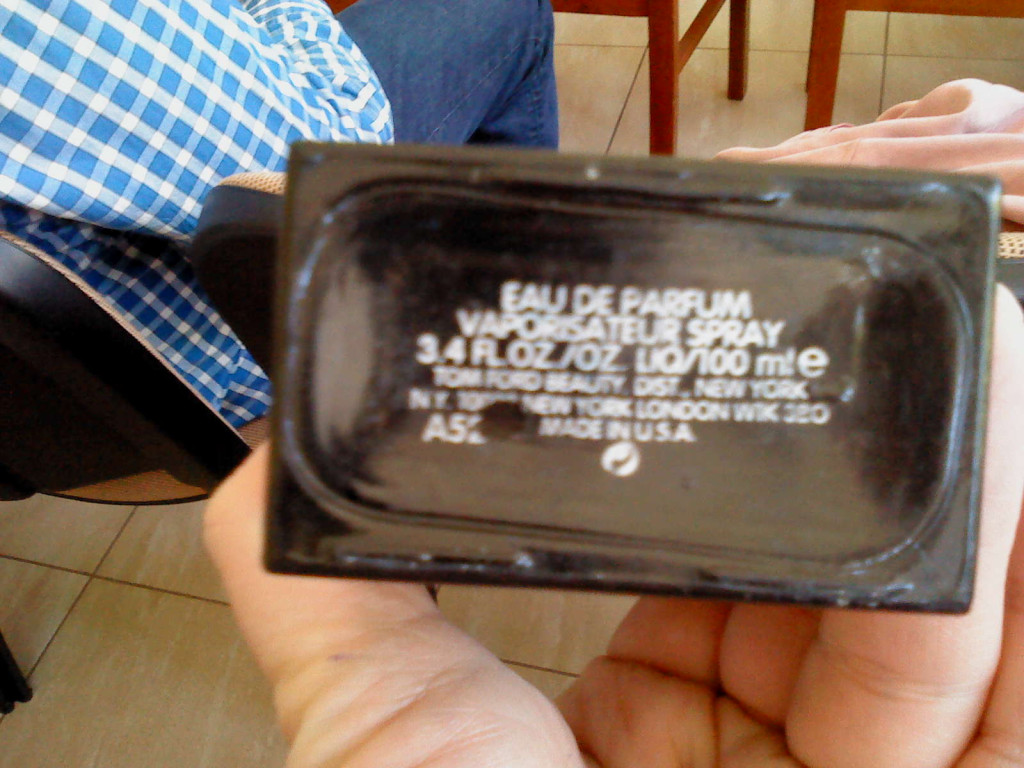 EAU DE PARFUM
VAPORISATEUR SPRAY
3.4 FL.OZ./OZ. LIQ/100 ml e
TOM FORD BEAUTY. DIST., NEW YORK
N.Y. NEW YORK LONDON W1K
MADE IN U.S.A.